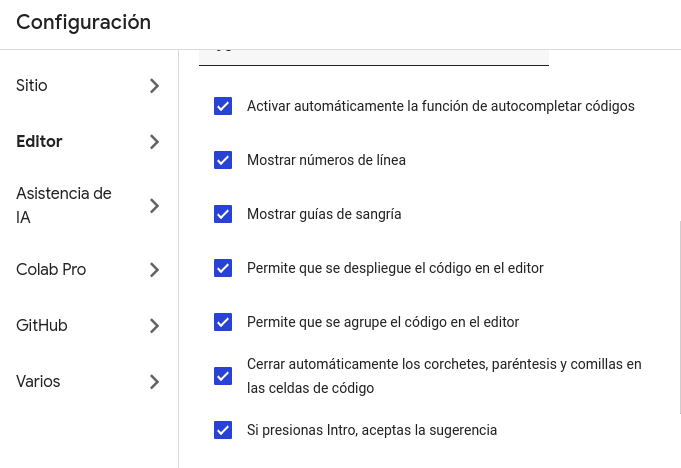 Configuración
Sitio
Editor
Asistencia de
IA
Colab Pro
GitHub
Varios
Activar automáticamente la función de autocompletar códigos
Mostrar números de línea
Mostrar guías de sangría
Permite que se despliegue el código en el editor
Permite que se agrupe el código en el editor
Cerrar automáticamente los corchetes, paréntesis y comillas en
las celdas de código
Si presionas Intro, aceptas la sugerencia